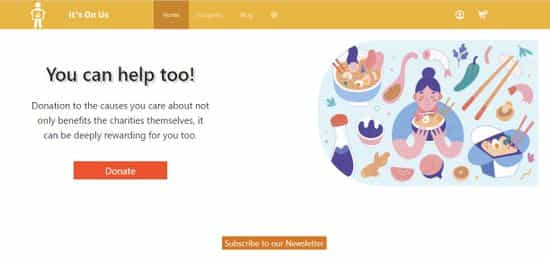 It's On Us
Home
Blog
You can help too!
Donation to the causes you care about not
only benefits the charities themselves, it
can be deeply rewarding for you too.
Donate
Subscribe to our Newsletter